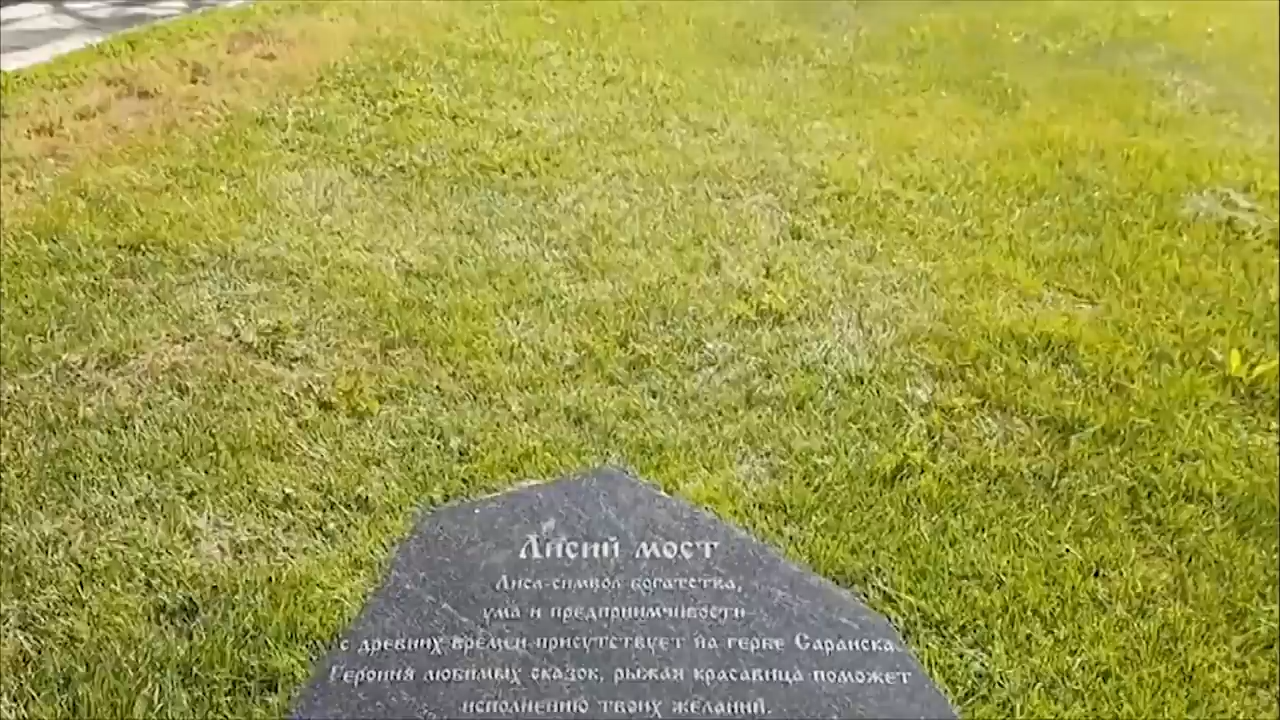 Лисий мост
Лиса-символ богатства,
ума и предприимчивости
с древних времен присутствует на гербе Саранска.
Героиня любимых сказок, рыжая красавица поможет
исполнению твоих желаний.